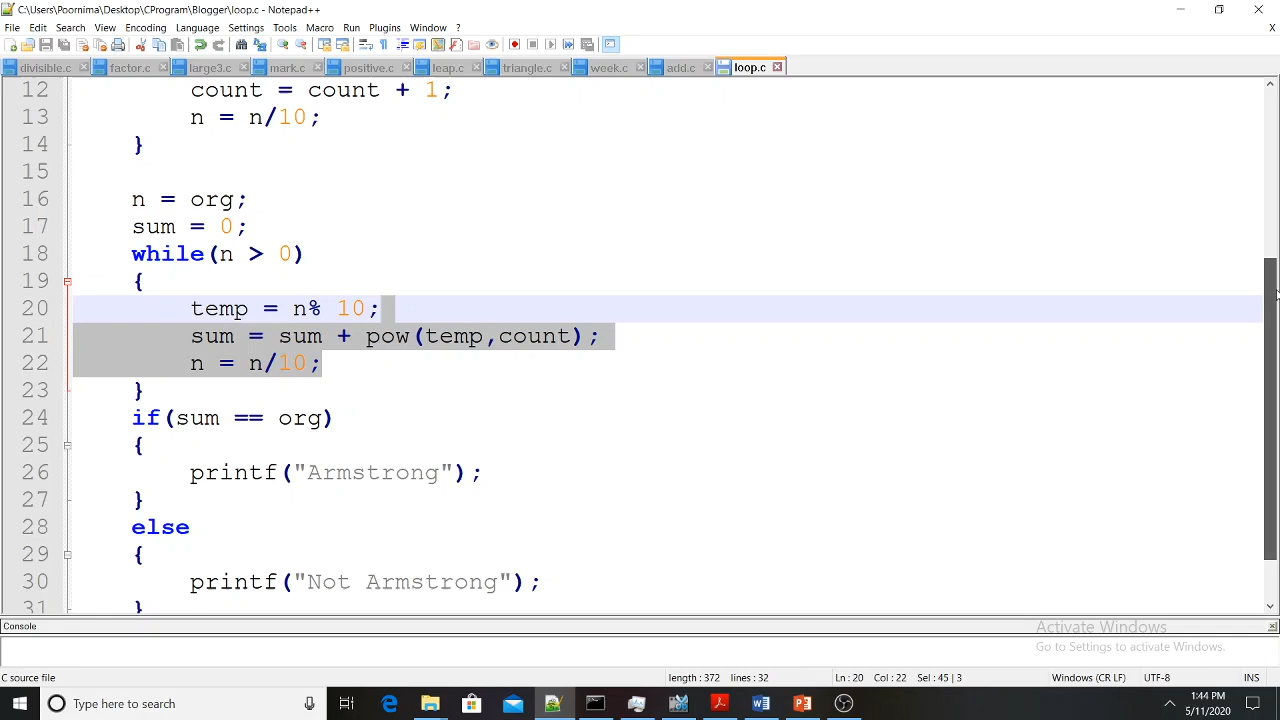 C:\Users\Poornima\Desktop\CProgram\Blogger\loop.c - Notepad++
File Edit Search View Encoding Language Settings Tools Macro Run Plugins Window ? X
divisible.c factor.c large3.c mark.c positive.c leap.c triangle.c week.c add.c loop.c
12 count = count + 1;
13 n = n/10;
14 }
15
16 n = org;
17 sum = 0;
18 while(n > 0)
19 {
20 temp = n% 10;
21 sum = sum + pow(temp,count);
22 n = n/10;
23 }
24 if(sum == org)
25 {
26 printf("Armstrong");
27 }
28 else
29 {
30 printf("Not Armstrong");
31 }
Console
Activate Windows
Go to Settings to activate Windows.
C source file length : 372 lines : 32 Ln : 20 Col : 22 Sel : 45 | 3 Windows (CR LF) UTF-8 INS
Type here to search
1:44 PM
5/11/2020